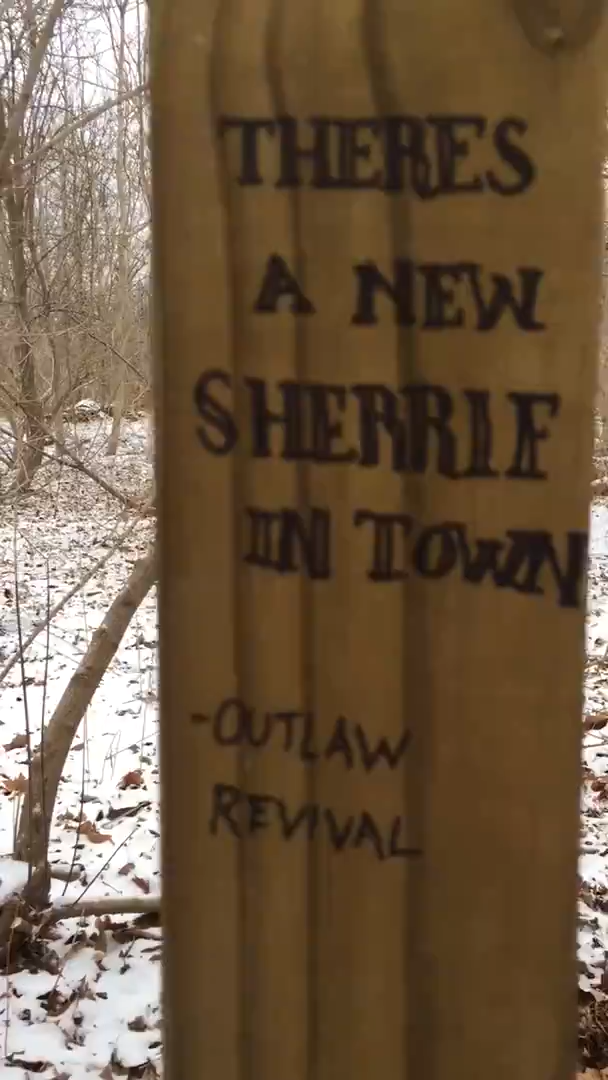 THERES
A NEW
SHERRIF
IN TOWN
-OUTLAW
REVIVAL